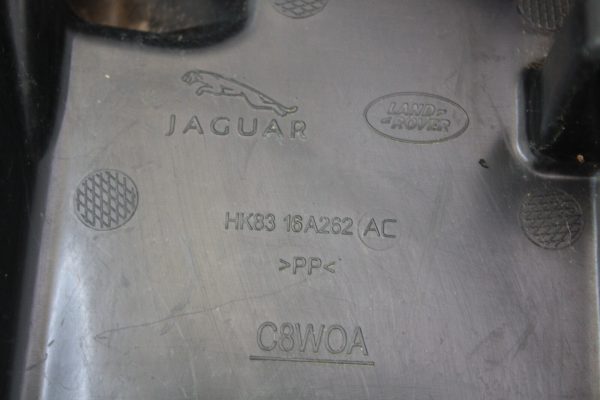 JAGUAR
LAND-
-ROVER
HK83 16A262 AC
>PP<
C8WOA